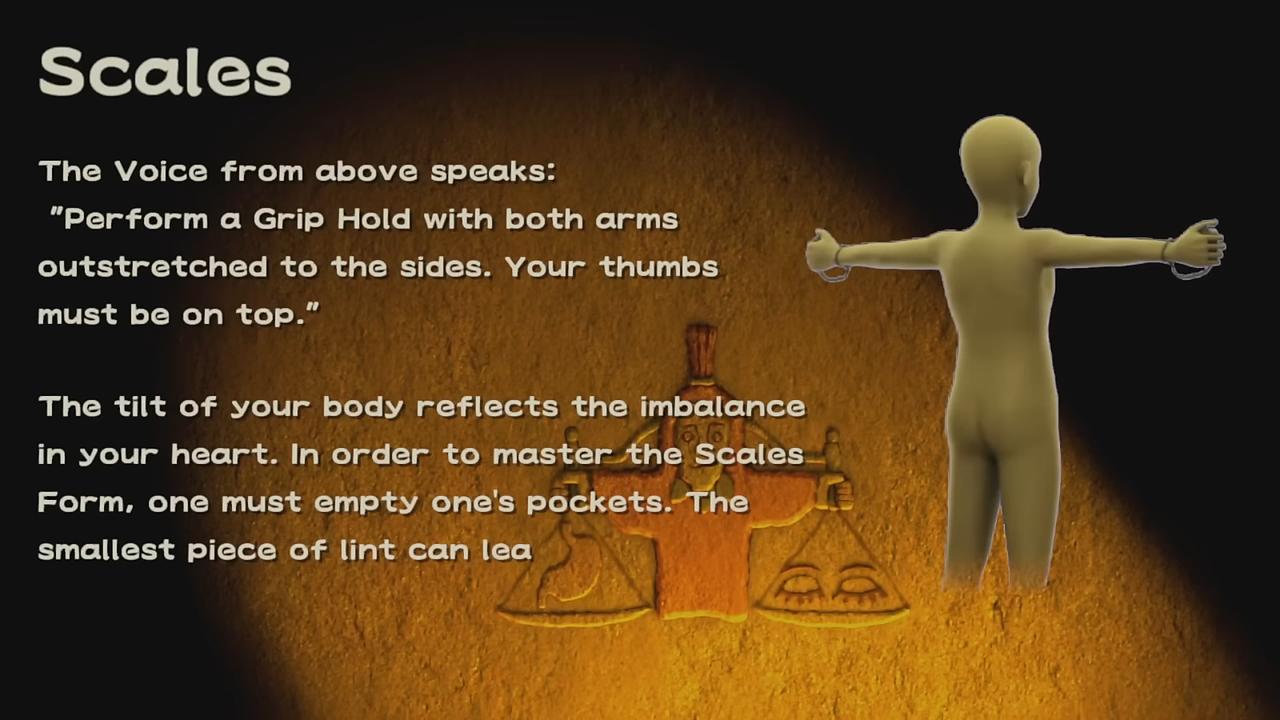 Scales
The Voice from above speaks:
"Perform a Grip Hold with both arms
outstretched to the sides. Your thumbs
must be on top."
The tilt of your body reflects the imbalance
in your heart. In order to master the Scales
Form, one must empty one's pockets. The
smallest piece of lint can lea